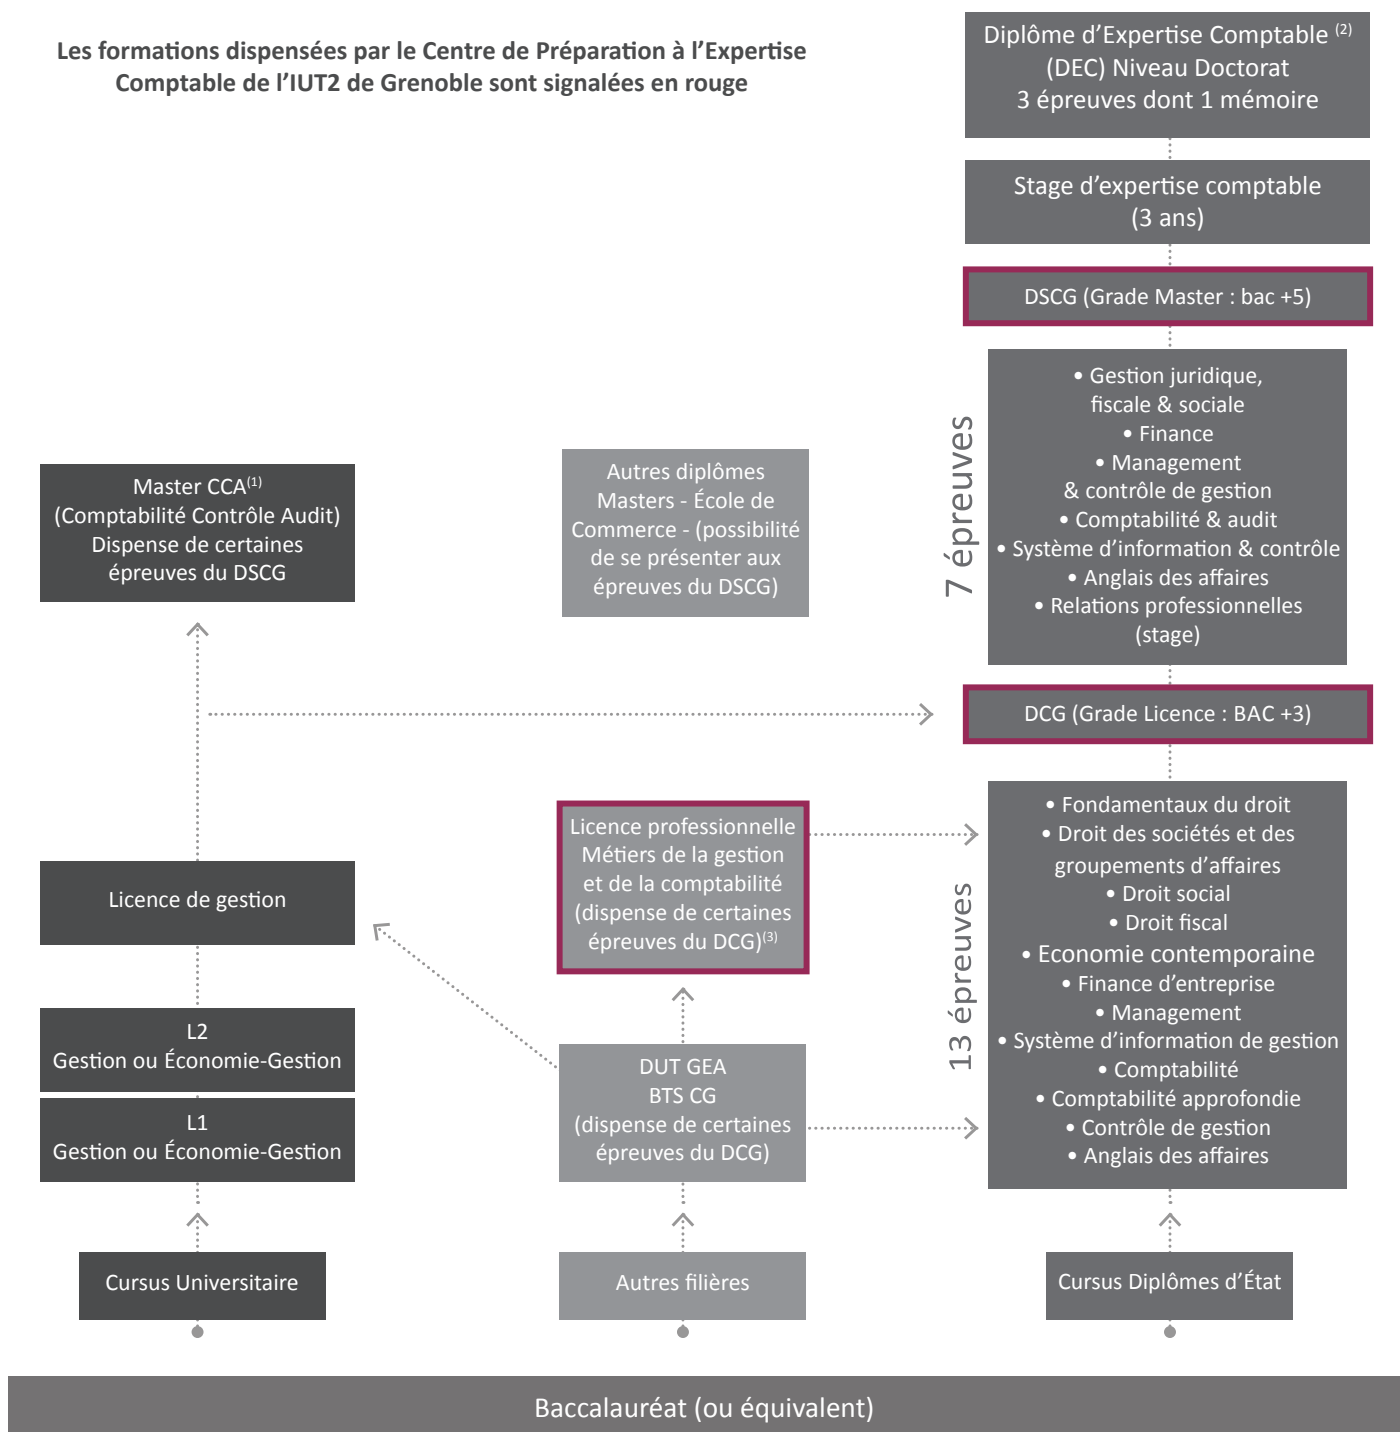 Les formations dispensées par le Centre de Préparation à l’Expertise
Comptable de l’IUT2 de Grenoble sont signalées en rouge
Diplôme d’Expertise Comptable (2)
(DEC) Niveau Doctorat
3 épreuves dont 1 mémoire
Stage d’expertise comptable
(3 ans)
DSCG (Grade Master : bac +5)
7 épreuves
• Gestion juridique,
fiscale & sociale
• Finance
• Management
& contrôle de gestion
• Comptabilité & audit
• Système d’information & contrôle
• Anglais des affaires
• Relations professionnelles
(stage)
Master CCA(1)
(Comptabilité Contrôle Audit)
Dispense de certaines
épreuves du DSCG
Autres diplômes
Masters - École de
Commerce - (possibilité
de se présenter aux
épreuves du DSCG)
DCG (Grade Licence : BAC +3)
Licence professionnelle
Métiers de la gestion
et de la comptabilité
(dispense de certaines
épreuves du DCG)(3)
13 épreuves
• Fondamentaux du droit
• Droit des sociétés et des
groupements d’affaires
• Droit social
• Droit fiscal
• Economie contemporaine
• Finance d’entreprise
• Management
• Système d’information de gestion
• Comptabilité
• Comptabilité approfondie
• Contrôle de gestion
• Anglais des affaires
Licence de gestion
L2
Gestion ou Économie-Gestion
L1
Gestion ou Économie-Gestion
DUT GEA
BTS CG
(dispense de certaines
épreuves du DCG)
Cursus Universitaire
Autres filières
Cursus Diplômes d’État
Baccalauréat (ou équivalent)